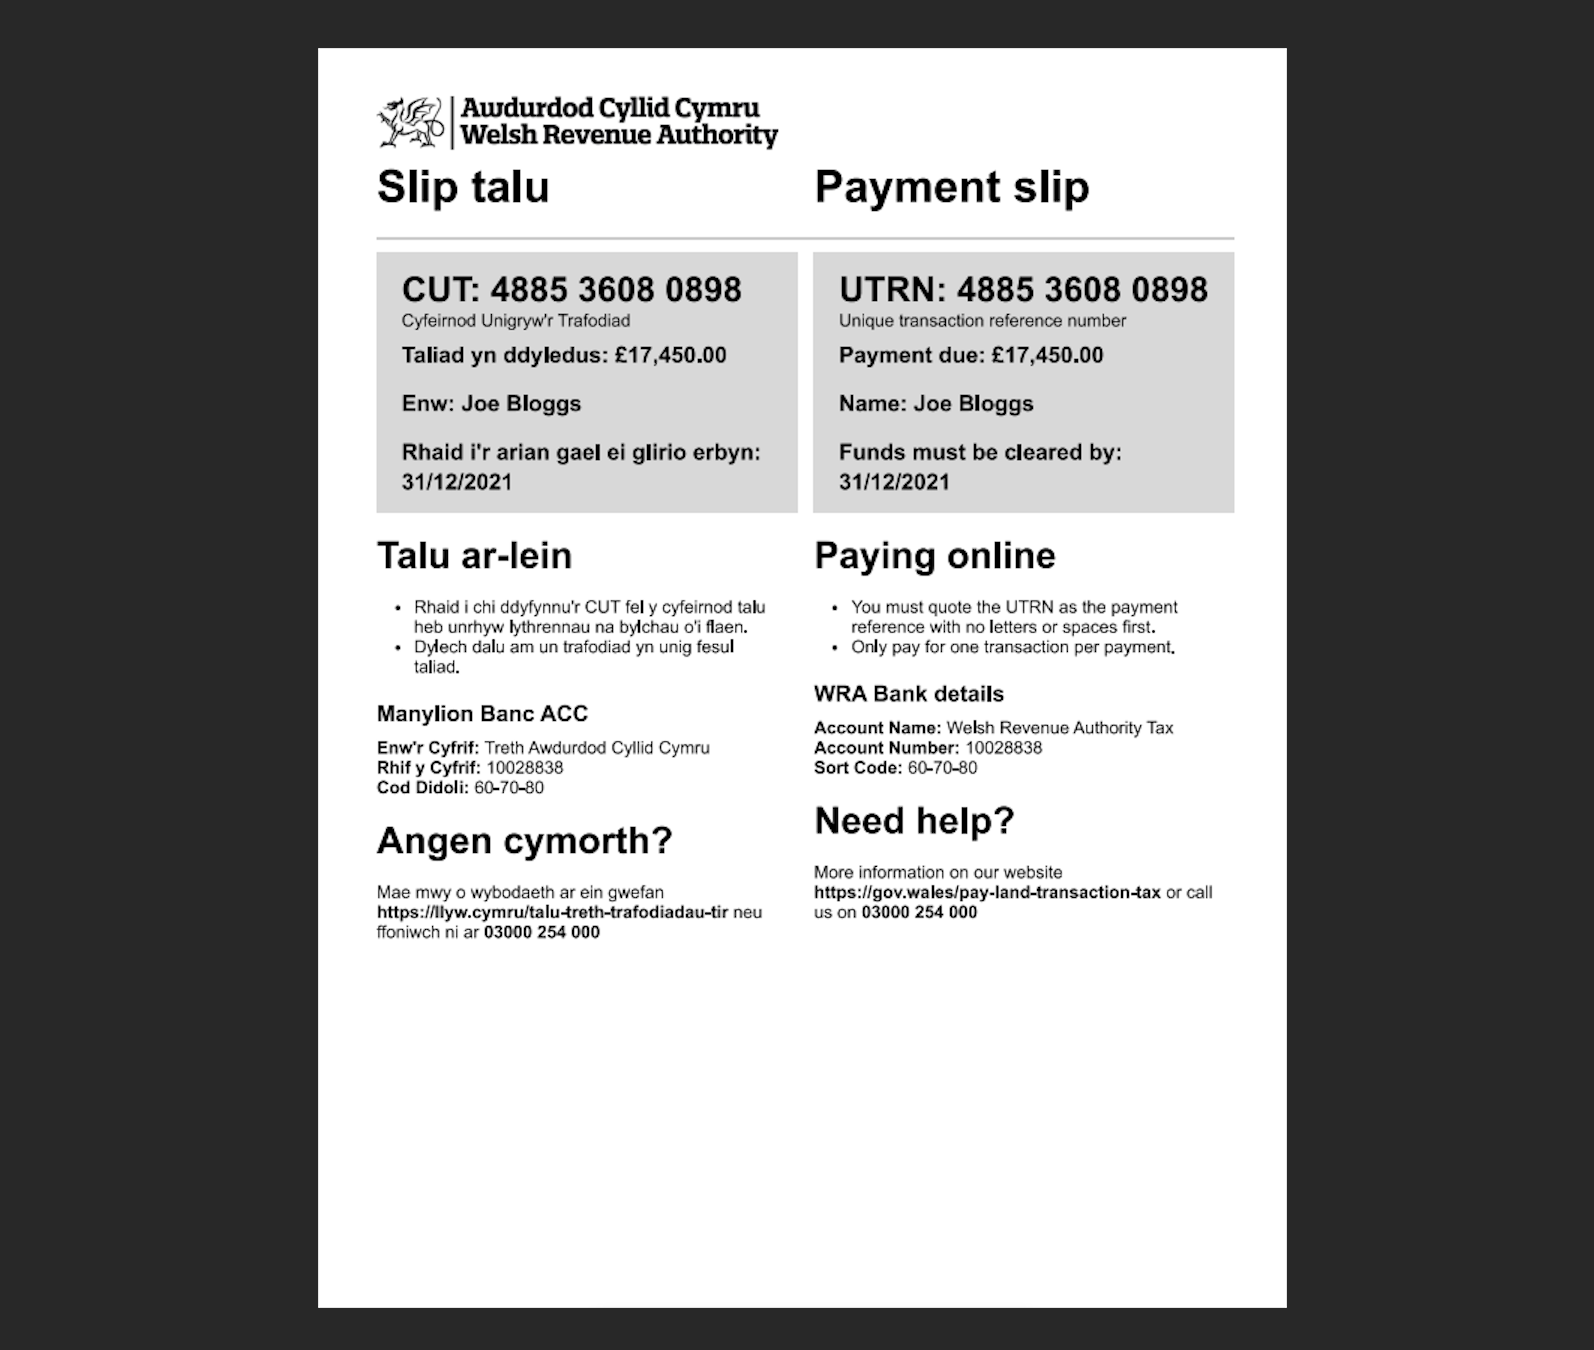 Awdurdod Cyllid Cymru
Welsh Revenue Authority
Slip talu
CUT: 4885 3608 0898
Cyfeirnod Unigryw'r Trafodiad
Taliad yn ddyledus: £17,450.00
Enw: Joe Bloggs
Rhaid i'r arian gael ei glirio erbyn:
31/12/2021
Talu ar-lein
• Rhaid i chi ddyfynnu'r CUT fel y cyfeirnod talu
heb unrhyw lythrennau na bylchau o'i flaen.
• Dylech dalu am un trafodiad yn unig fesul
taliad.
Manylion Banc ACC
Enw'r Cyfrif: Treth Awdurdod Cyllid Cymru
Rhif y Cyfrif: 10028838
Cod Didoli: 60-70-80
Angen cymorth?
Mae mwy o wybodaeth ar ein gwefan
https://llyw.cymru/talu-treth-trafodiadau-tir neu
ffoniwch ni ar 03000 254 000
Payment slip
UTRN: 4885 3608 0898
Unique transaction reference number
Payment due: £17,450.00
Name: Joe Bloggs
Funds must be cleared by:
31/12/2021
Paying online
• You must quote the UTRN as the payment
reference with no letters or spaces first.
• Only pay for one transaction per payment.
WRA Bank details
Account Name: Welsh Revenue Authority Tax
Account Number: 10028838
Sort Code: 60-70-80
Need help?
More information on our website
https://gov.wales/pay-land-transaction-tax or call
us on 03000 254 000